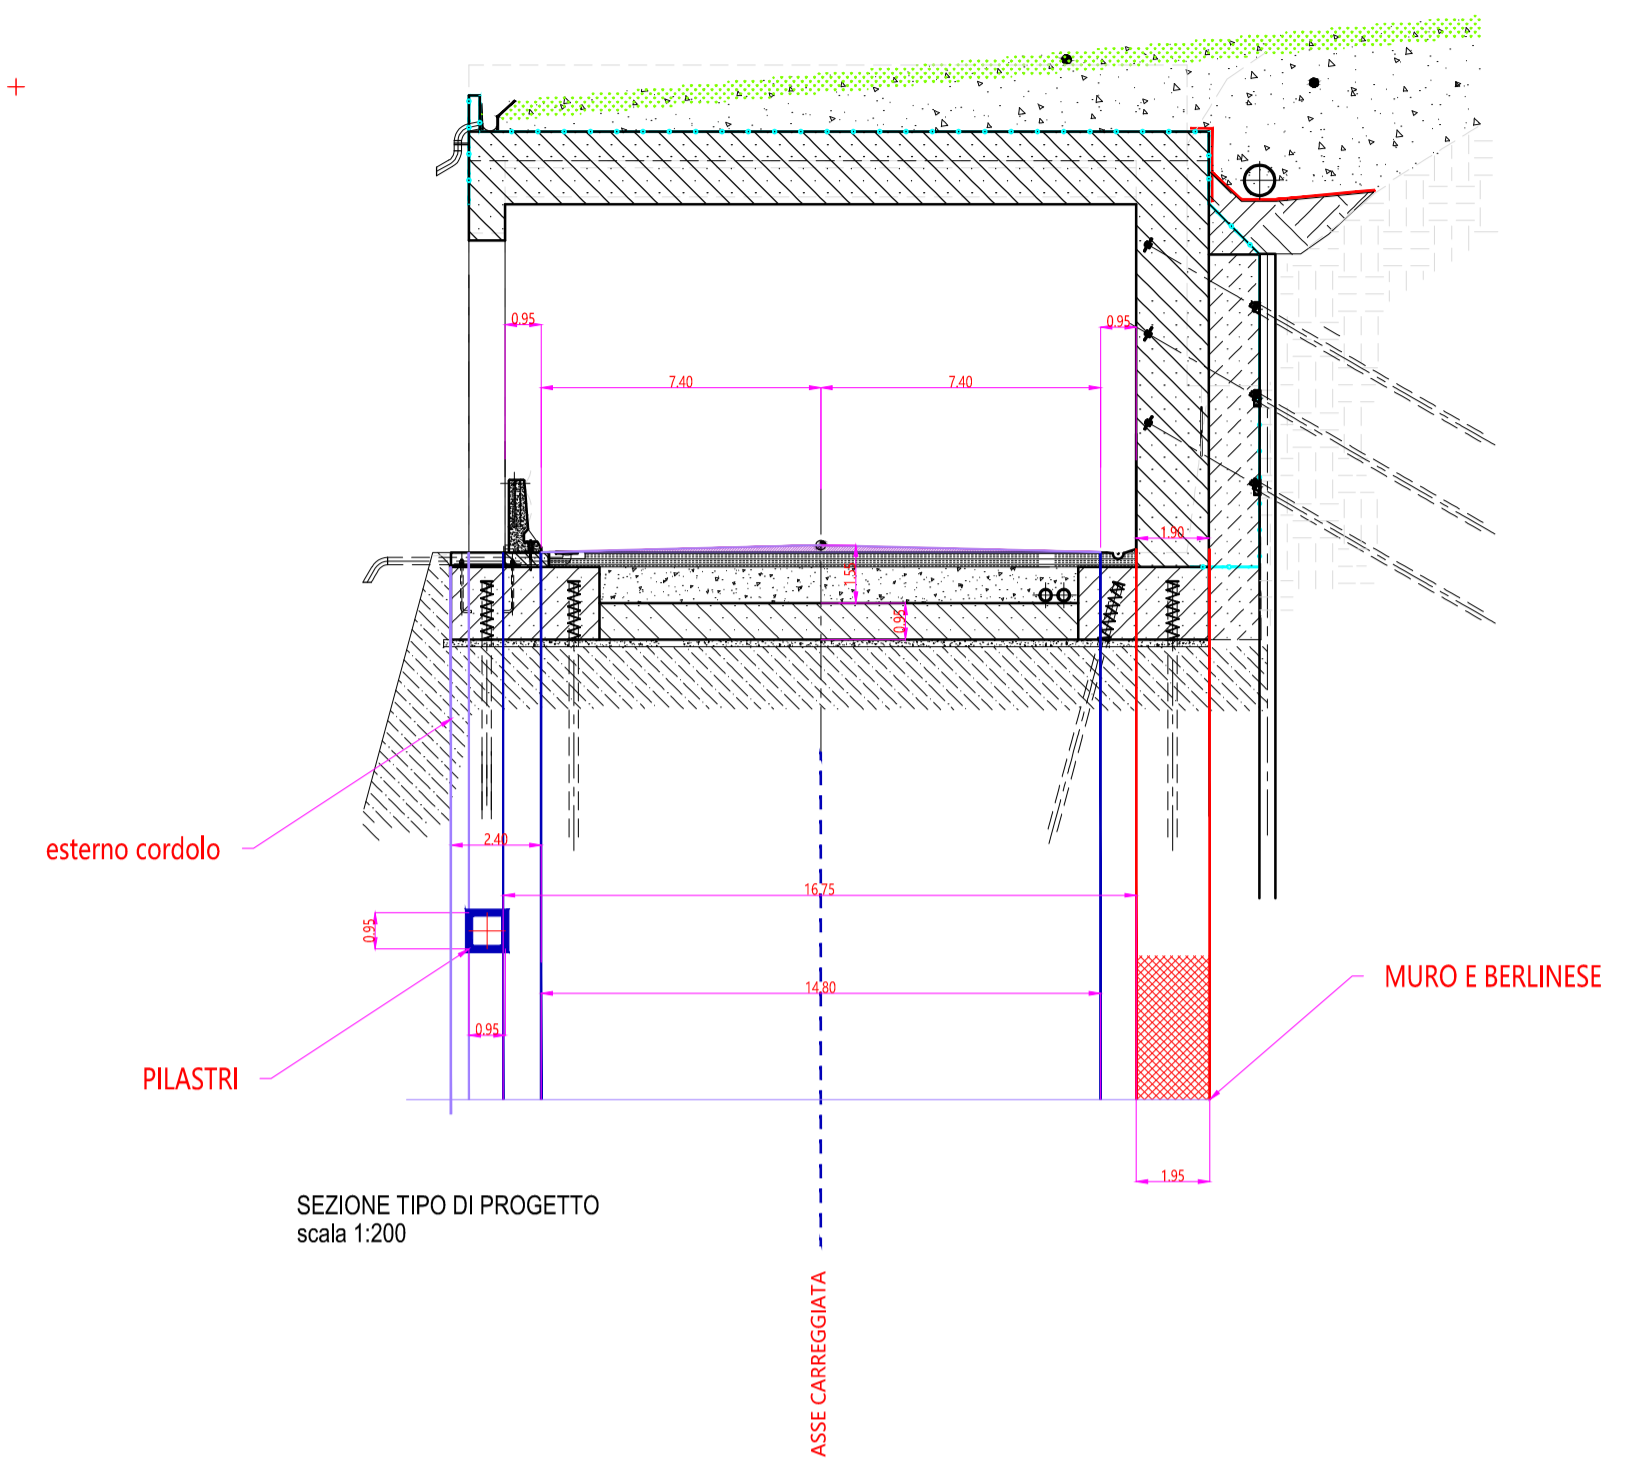 0.95
0.95
7.40
7.40
1.90
1.55
0.95
esterno cordolo
2.40
16.75
0.95
MURO E BERLINESE
14.80
0.95
PILASTRI
1.95
SEZIONE TIPO DI PROGETTO
scala 1:200
ASSE CARREGGIATA